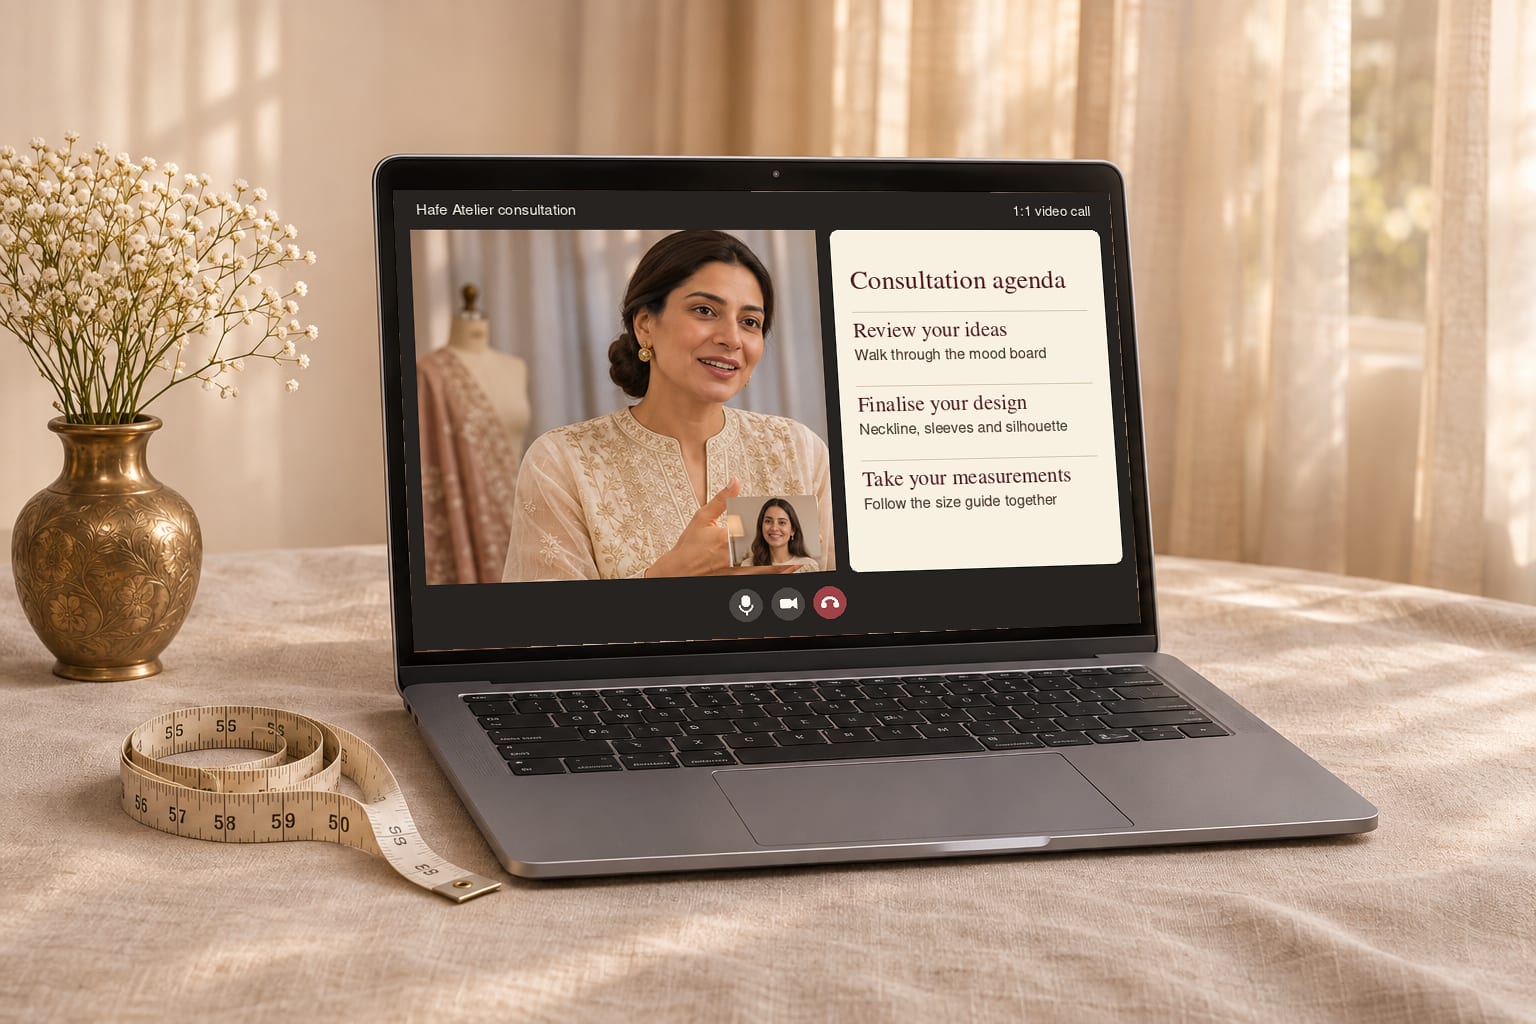 Hafe Atelier consultation
1:1 video call
Consultation agenda
Review your ideas
Walk through the mood board
Finalise your design
Neckline, sleeves and silhouette
Take your measurements
Follow the size guide together
55 55
56 57 58 59 50